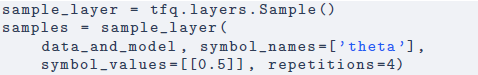 sample_layer = tfq.layers.Sample()
samples = sample_layer(
    data_and_model, symbol_names=['theta'],
    symbol_values=[[0.5]], repetitions=4)